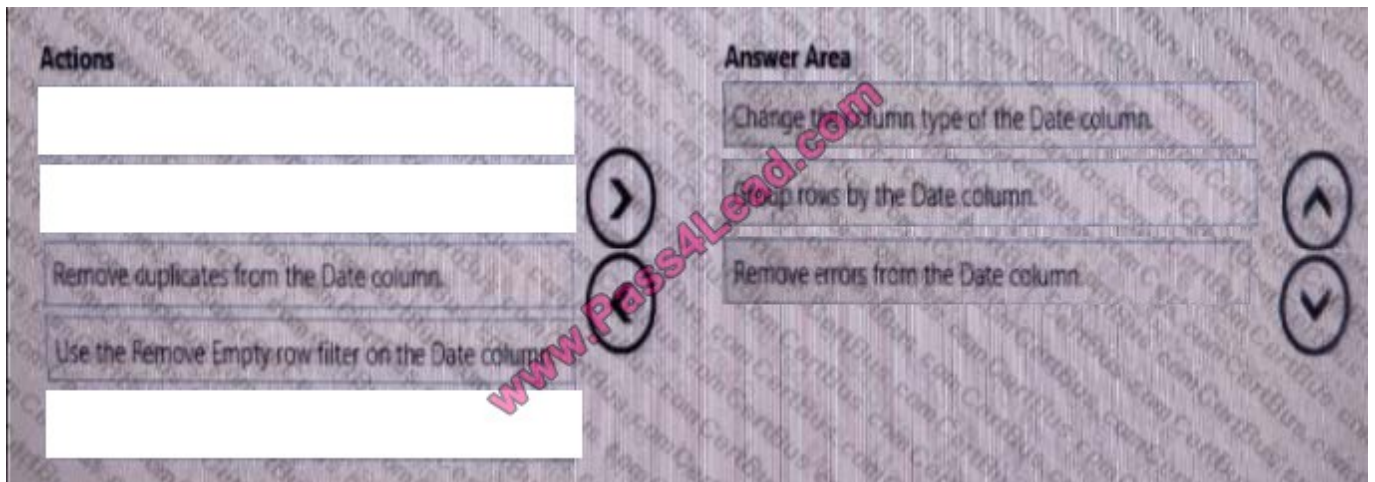 Actions
Remove duplicates from the Date column.
Use the Remove Empty row filter on the Date column
Answer Area
Change the column type of the Date column.
Group rows by the Date column.
Remove errors from the Date column.
www.Pass4Lead.com